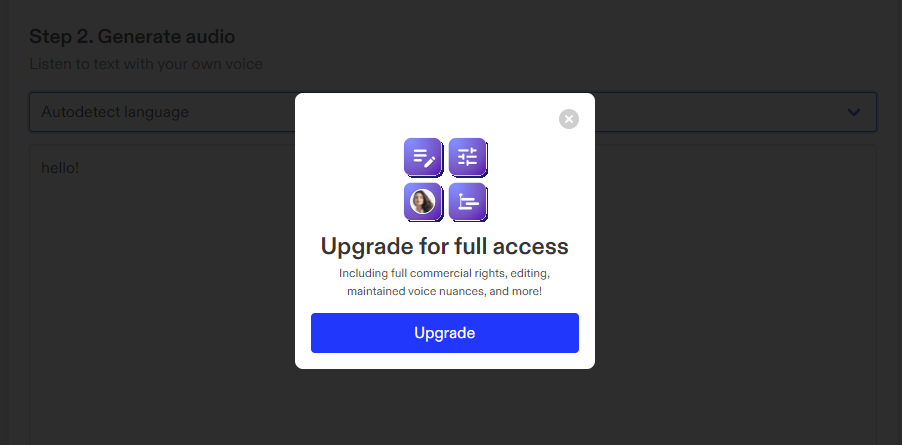 Step 2. Generate audio
Listen to text with your own voice
Autodetect language
hello!
Upgrade for full access
Including full commercial rights, editing,
maintained voice nuances, and more!
Upgrade